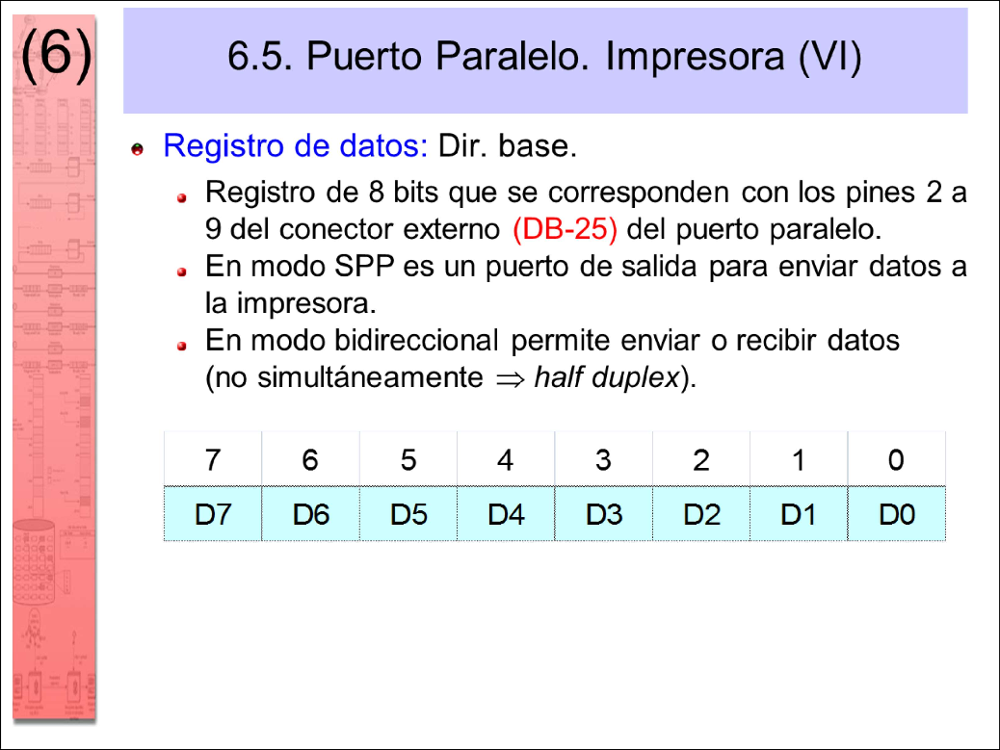 (6)
6.5. Puerto Paralelo. Impresora (VI)
Registro de datos: Dir. base.
Registro de 8 bits que se corresponden con los pines 2 a
9 del conector externo (DB-25) del puerto paralelo.
En modo SPP es un puerto de salida para enviar datos a
la impresora.
En modo bidireccional permite enviar o recibir datos
(no simultáneamente ⇒ half duplex).
7 6 5 4 3 2 1 0
D7 D6 D5 D4 D3 D2 D1 D0